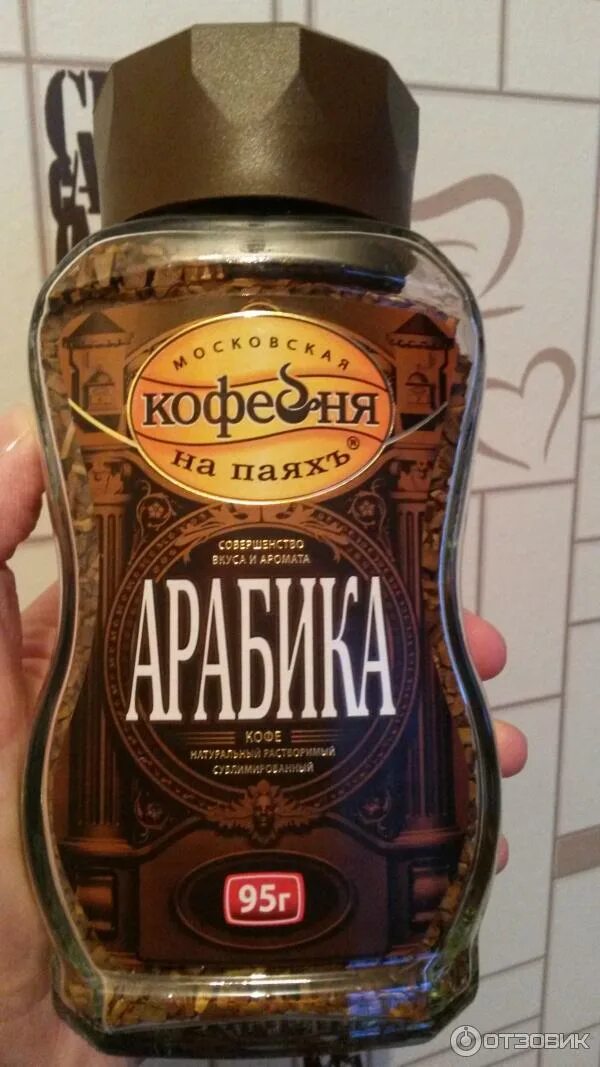 МОСКОВСКАЯ
КОФЕЙНЯ
НА ПАЯХЪ®
СОВЕРШЕНСТВО
ВКУСА И АРОМАТА
АРАБИКА
КОФЕ
НАТУРАЛЬНЫЙ РАСТВОРИМЫЙ
СУБЛИМИРОВАННЫЙ
95г
ОТЗОВИК